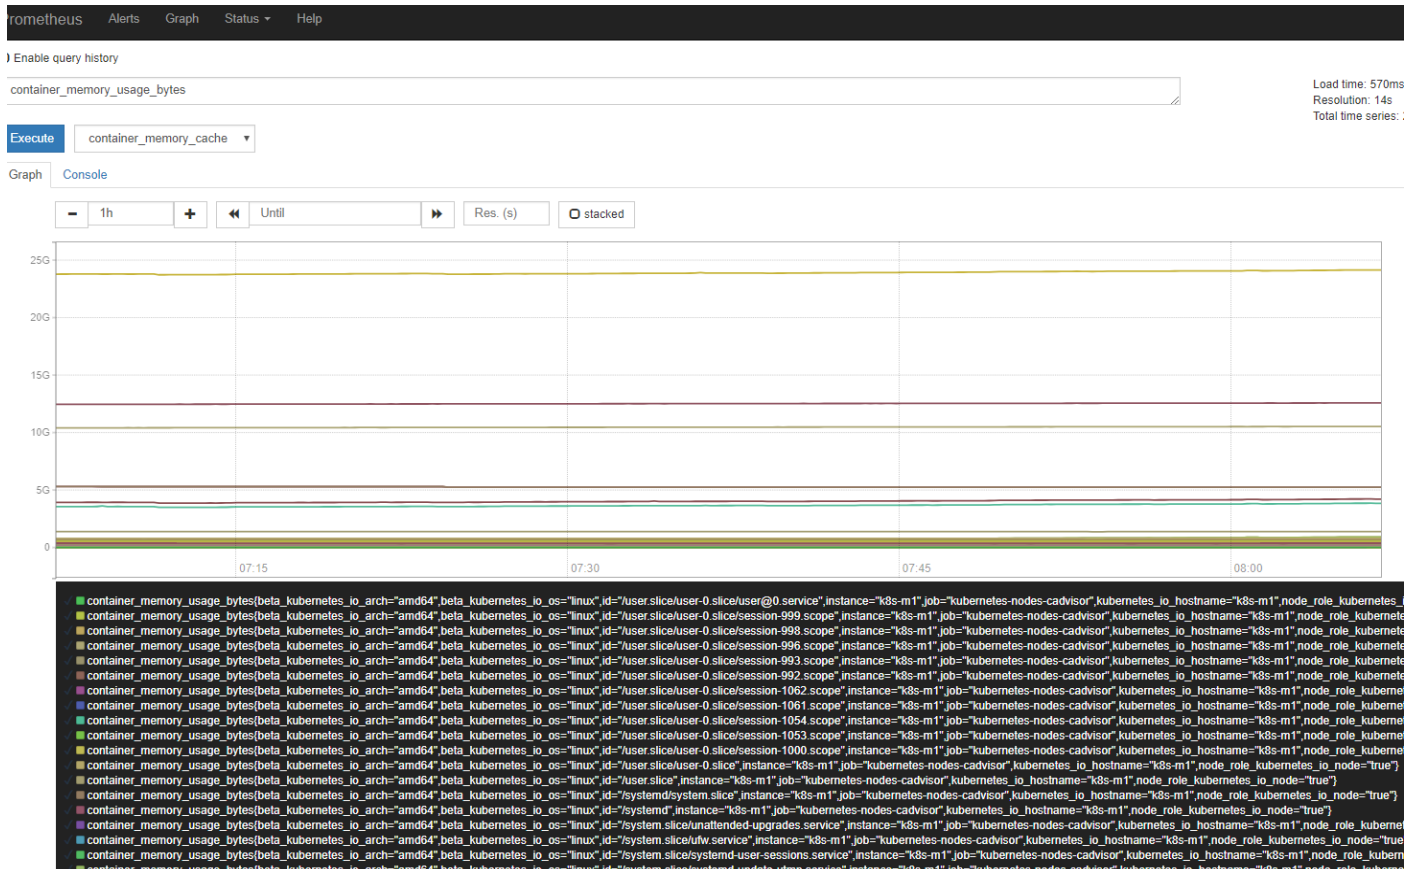 Prometheus Alerts Graph Status Help
Enable query history
container_memory_usage_bytes
Load time: 570ms
Resolution: 14s
Total time series:
Execute container_memory_cache
Graph Console
1h Until Res. (s) stacked
25G
20G
15G
10G
5G
0
07:15 07:30 07:45 08:00
container_memory_usage_bytes{beta_kubernetes_io_arch="amd64",beta_kubernetes_io_os="linux",id="/user.slice/user-0.slice/user@0.service",instance="k8s-m1",job="kubernetes-nodes-cadvisor",kubernetes_io_hostname="k8s-m1",node_role_kubernetes_i
container_memory_usage_bytes{beta_kubernetes_io_arch="amd64",beta_kubernetes_io_os="linux",id="/user.slice/user-0.slice/session-999.scope",instance="k8s-m1",job="kubernetes-nodes-cadvisor",kubernetes_io_hostname="k8s-m1",node_role_kubernete
container_memory_usage_bytes{beta_kubernetes_io_arch="amd64",beta_kubernetes_io_os="linux",id="/user.slice/user-0.slice/session-998.scope",instance="k8s-m1",job="kubernetes-nodes-cadvisor",kubernetes_io_hostname="k8s-m1",node_role_kubernete
container_memory_usage_bytes{beta_kubernetes_io_arch="amd64",beta_kubernetes_io_os="linux",id="/user.slice/user-0.slice/session-996.scope",instance="k8s-m1",job="kubernetes-nodes-cadvisor",kubernetes_io_hostname="k8s-m1",node_role_kubernete
container_memory_usage_bytes{beta_kubernetes_io_arch="amd64",beta_kubernetes_io_os="linux",id="/user.slice/user-0.slice/session-993.scope",instance="k8s-m1",job="kubernetes-nodes-cadvisor",kubernetes_io_hostname="k8s-m1",node_role_kubernete
container_memory_usage_bytes{beta_kubernetes_io_arch="amd64",beta_kubernetes_io_os="linux",id="/user.slice/user-0.slice/session-992.scope",instance="k8s-m1",job="kubernetes-nodes-cadvisor",kubernetes_io_hostname="k8s-m1",node_role_kubernete
container_memory_usage_bytes{beta_kubernetes_io_arch="amd64",beta_kubernetes_io_os="linux",id="/user.slice/user-0.slice/session-1062.scope",instance="k8s-m1",job="kubernetes-nodes-cadvisor",kubernetes_io_hostname="k8s-m1",node_role_kubernet
container_memory_usage_bytes{beta_kubernetes_io_arch="amd64",beta_kubernetes_io_os="linux",id="/user.slice/user-0.slice/session-1061.scope",instance="k8s-m1",job="kubernetes-nodes-cadvisor",kubernetes_io_hostname="k8s-m1",node_role_kubernet
container_memory_usage_bytes{beta_kubernetes_io_arch="amd64",beta_kubernetes_io_os="linux",id="/user.slice/user-0.slice/session-1054.scope",instance="k8s-m1",job="kubernetes-nodes-cadvisor",kubernetes_io_hostname="k8s-m1",node_role_kubernet
container_memory_usage_bytes{beta_kubernetes_io_arch="amd64",beta_kubernetes_io_os="linux",id="/user.slice/user-0.slice/session-1053.scope",instance="k8s-m1",job="kubernetes-nodes-cadvisor",kubernetes_io_hostname="k8s-m1",node_role_kubernet
container_memory_usage_bytes{beta_kubernetes_io_arch="amd64",beta_kubernetes_io_os="linux",id="/user.slice/user-0.slice/session-1000.scope",instance="k8s-m1",job="kubernetes-nodes-cadvisor",kubernetes_io_hostname="k8s-m1",node_role_kubernet
container_memory_usage_bytes{beta_kubernetes_io_arch="amd64",beta_kubernetes_io_os="linux",id="/user.slice/user-0.slice",instance="k8s-m1",job="kubernetes-nodes-cadvisor",kubernetes_io_hostname="k8s-m1",node_role_kubernetes_io_node="true"}
container_memory_usage_bytes{beta_kubernetes_io_arch="amd64",beta_kubernetes_io_os="linux",id="/user.slice",instance="k8s-m1",job="kubernetes-nodes-cadvisor",kubernetes_io_hostname="k8s-m1",node_role_kubernetes_io_node="true"}
container_memory_usage_bytes{beta_kubernetes_io_arch="amd64",beta_kubernetes_io_os="linux",id="/systemd/system.slice",instance="k8s-m1",job="kubernetes-nodes-cadvisor",kubernetes_io_hostname="k8s-m1",node_role_kubernetes_io_node="true"}
container_memory_usage_bytes{beta_kubernetes_io_arch="amd64",beta_kubernetes_io_os="linux",id="/systemd",instance="k8s-m1",job="kubernetes-nodes-cadvisor",kubernetes_io_hostname="k8s-m1",node_role_kubernetes_io_node="true"}
container_memory_usage_bytes{beta_kubernetes_io_arch="amd64",beta_kubernetes_io_os="linux",id="/system.slice/unattended-upgrades.service",instance="k8s-m1",job="kubernetes-nodes-cadvisor",kubernetes_io_hostname="k8s-m1",node_role_kubernet
container_memory_usage_bytes{beta_kubernetes_io_arch="amd64",beta_kubernetes_io_os="linux",id="/system.slice/ufw.service",instance="k8s-m1",job="kubernetes-nodes-cadvisor",kubernetes_io_hostname="k8s-m1",node_role_kubernetes_io_node="true
container_memory_usage_bytes{beta_kubernetes_io_arch="amd64",beta_kubernetes_io_os="linux",id="/system.slice/systemd-user-sessions.service",instance="k8s-m1",job="kubernetes-nodes-cadvisor",kubernetes_io_hostname="k8s-m1",node_role_kubern